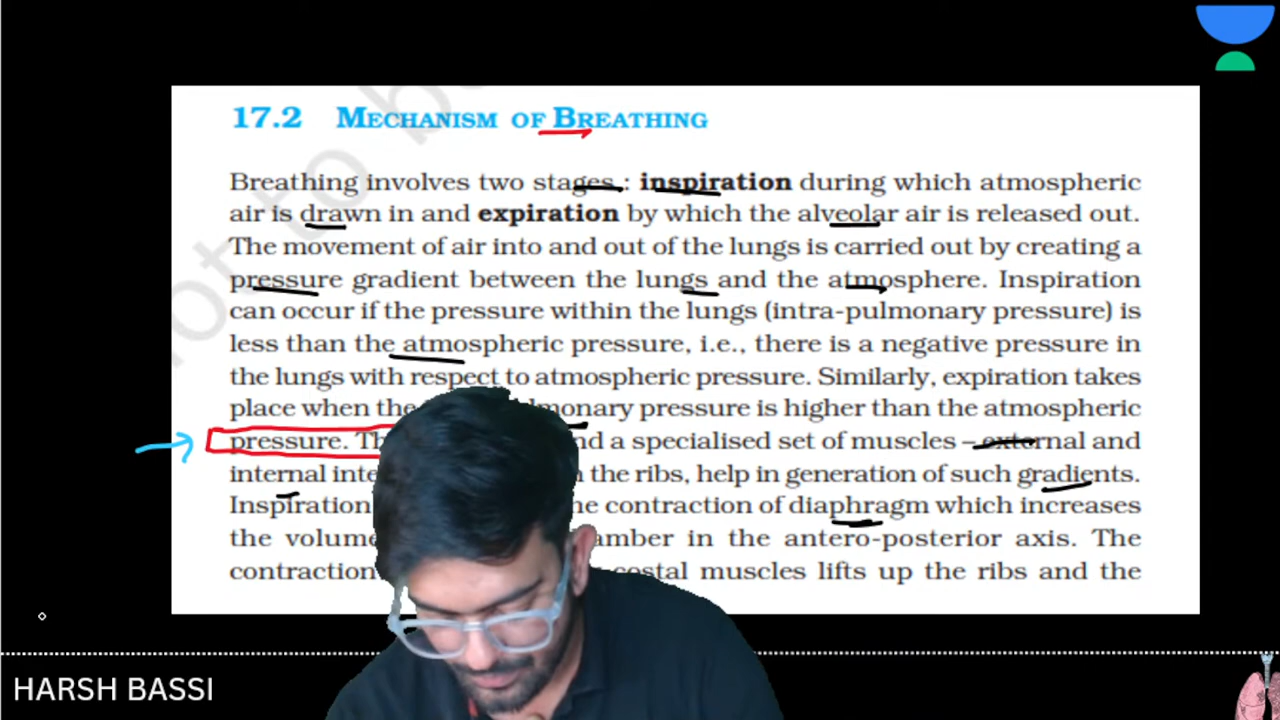 17.2 MECHANISM OF BREATHING
Breathing involves two stages : inspiration during which atmospheric
air is drawn in and expiration by which the alveolar air is released out.
The movement of air into and out of the lungs is carried out by creating a
pressure gradient between the lungs and the atmosphere. Inspiration
can occur if the pressure within the lungs (intra-pulmonary pressure) is
less than the atmospheric pressure, i.e., there is a negative pressure in
the lungs with respect to atmospheric pressure. Similarly, expiration takes
place when the pressure is higher than the atmospheric
pressure. a specialised set of muscles – external and
internal the ribs, help in generation of such gradients.
Inspiration contraction of diaphragm which increases
the volume in the antero-posterior axis. The
contraction muscles lifts up the ribs and the
HARSH BASSI